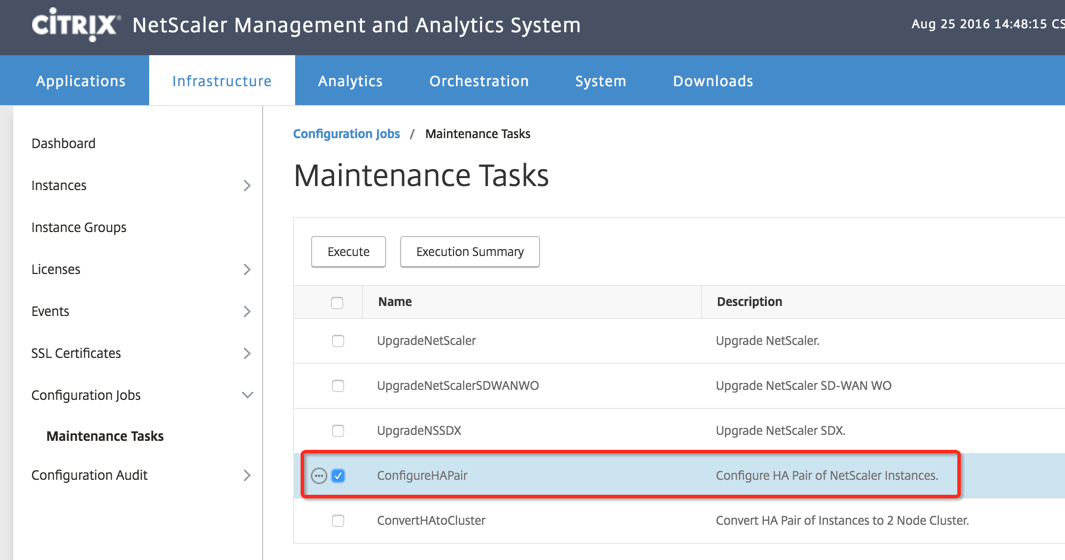 CİTRIX® NetScaler Management and Analytics System
Aug 25 2016 14:48:15 CS
Applications Infrastructure Analytics Orchestration System Downloads
Dashboard
Instances
Instance Groups
Licenses
Events
SSL Certificates
Configuration Jobs
Maintenance Tasks
Configuration Audit
Configuration Jobs / Maintenance Tasks
Maintenance Tasks
Execute Execution Summary
Name Description
UpgradeNetScaler Upgrade NetScaler.
UpgradeNetScalerSDWANWO Upgrade NetScaler SD-WAN WO
UpgradeNSSDX Upgrade NetScaler SDX.
ConfigureHAPair Configure HA Pair of NetScaler Instances.
ConvertHAtoCluster Convert HA Pair of Instances to 2 Node Cluster.